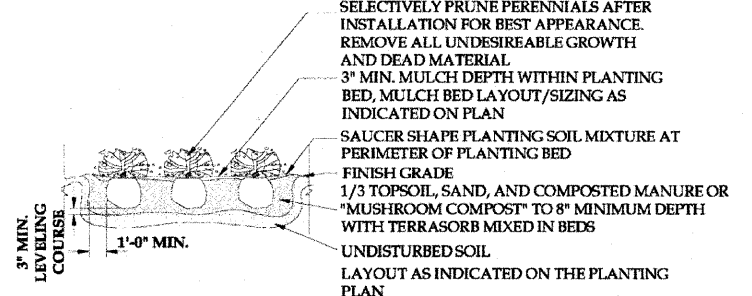 SELECTIVELY PRUNE PERENNIALS AFTER
INSTALLATION FOR BEST APPEARANCE.
REMOVE ALL UNDESIREABLE GROWTH
AND DEAD MATERIAL
3" MIN. MULCH DEPTH WITHIN PLANTING
BED, MULCH BED LAYOUT/SIZING AS
INDICATED ON PLAN
SAUCER SHAPE PLANTING SOIL MIXTURE AT
PERIMETER OF PLANTING BED
FINISH GRADE
1/3 TOPSOIL, SAND, AND COMPOSTED MANURE OR
"MUSHROOM COMPOST" TO 8" MINIMUM DEPTH
WITH TERRASORB MIXED IN BEDS
UNDISTURBED SOIL
LAYOUT AS INDICATED ON THE PLANTING
PLAN
3" MIN.
LEVELING
COURSE
1'-0" MIN.